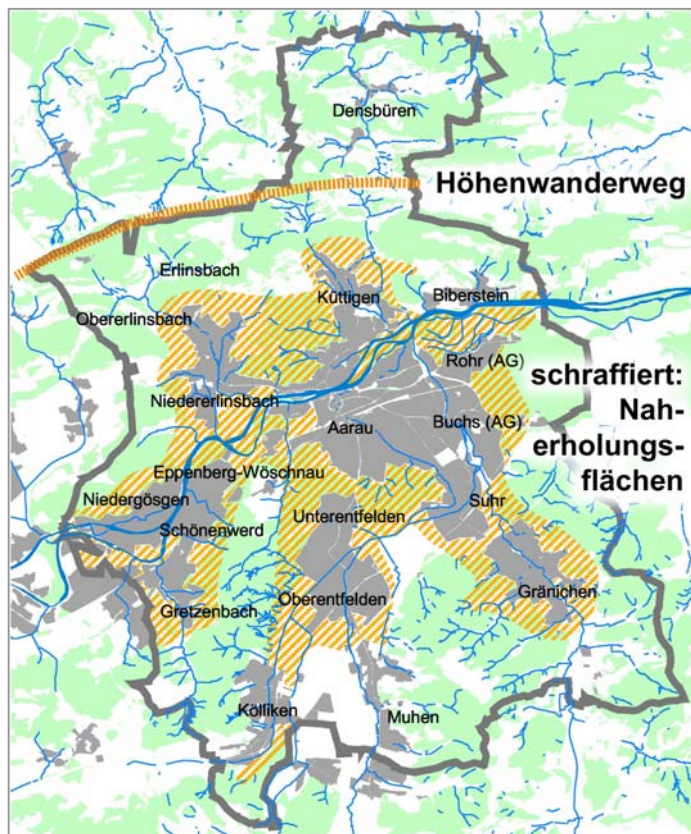 Densbüren
Höhenwanderweg
Erlinsbach
Küttigen
Biberstein
Obererlinsbach
Rohr (AG)
schraffiert:
Nah-
erholungs-
flächen
Niedererlinsbach
Aarau
Buchs (AG)
Eppenberg-Wöschnau
Niedergösgen
Suhr
Unterentfelden
Schönenwerd
Gränichen
Oberentfelden
Gretzenbach
Kölliken
Muhen